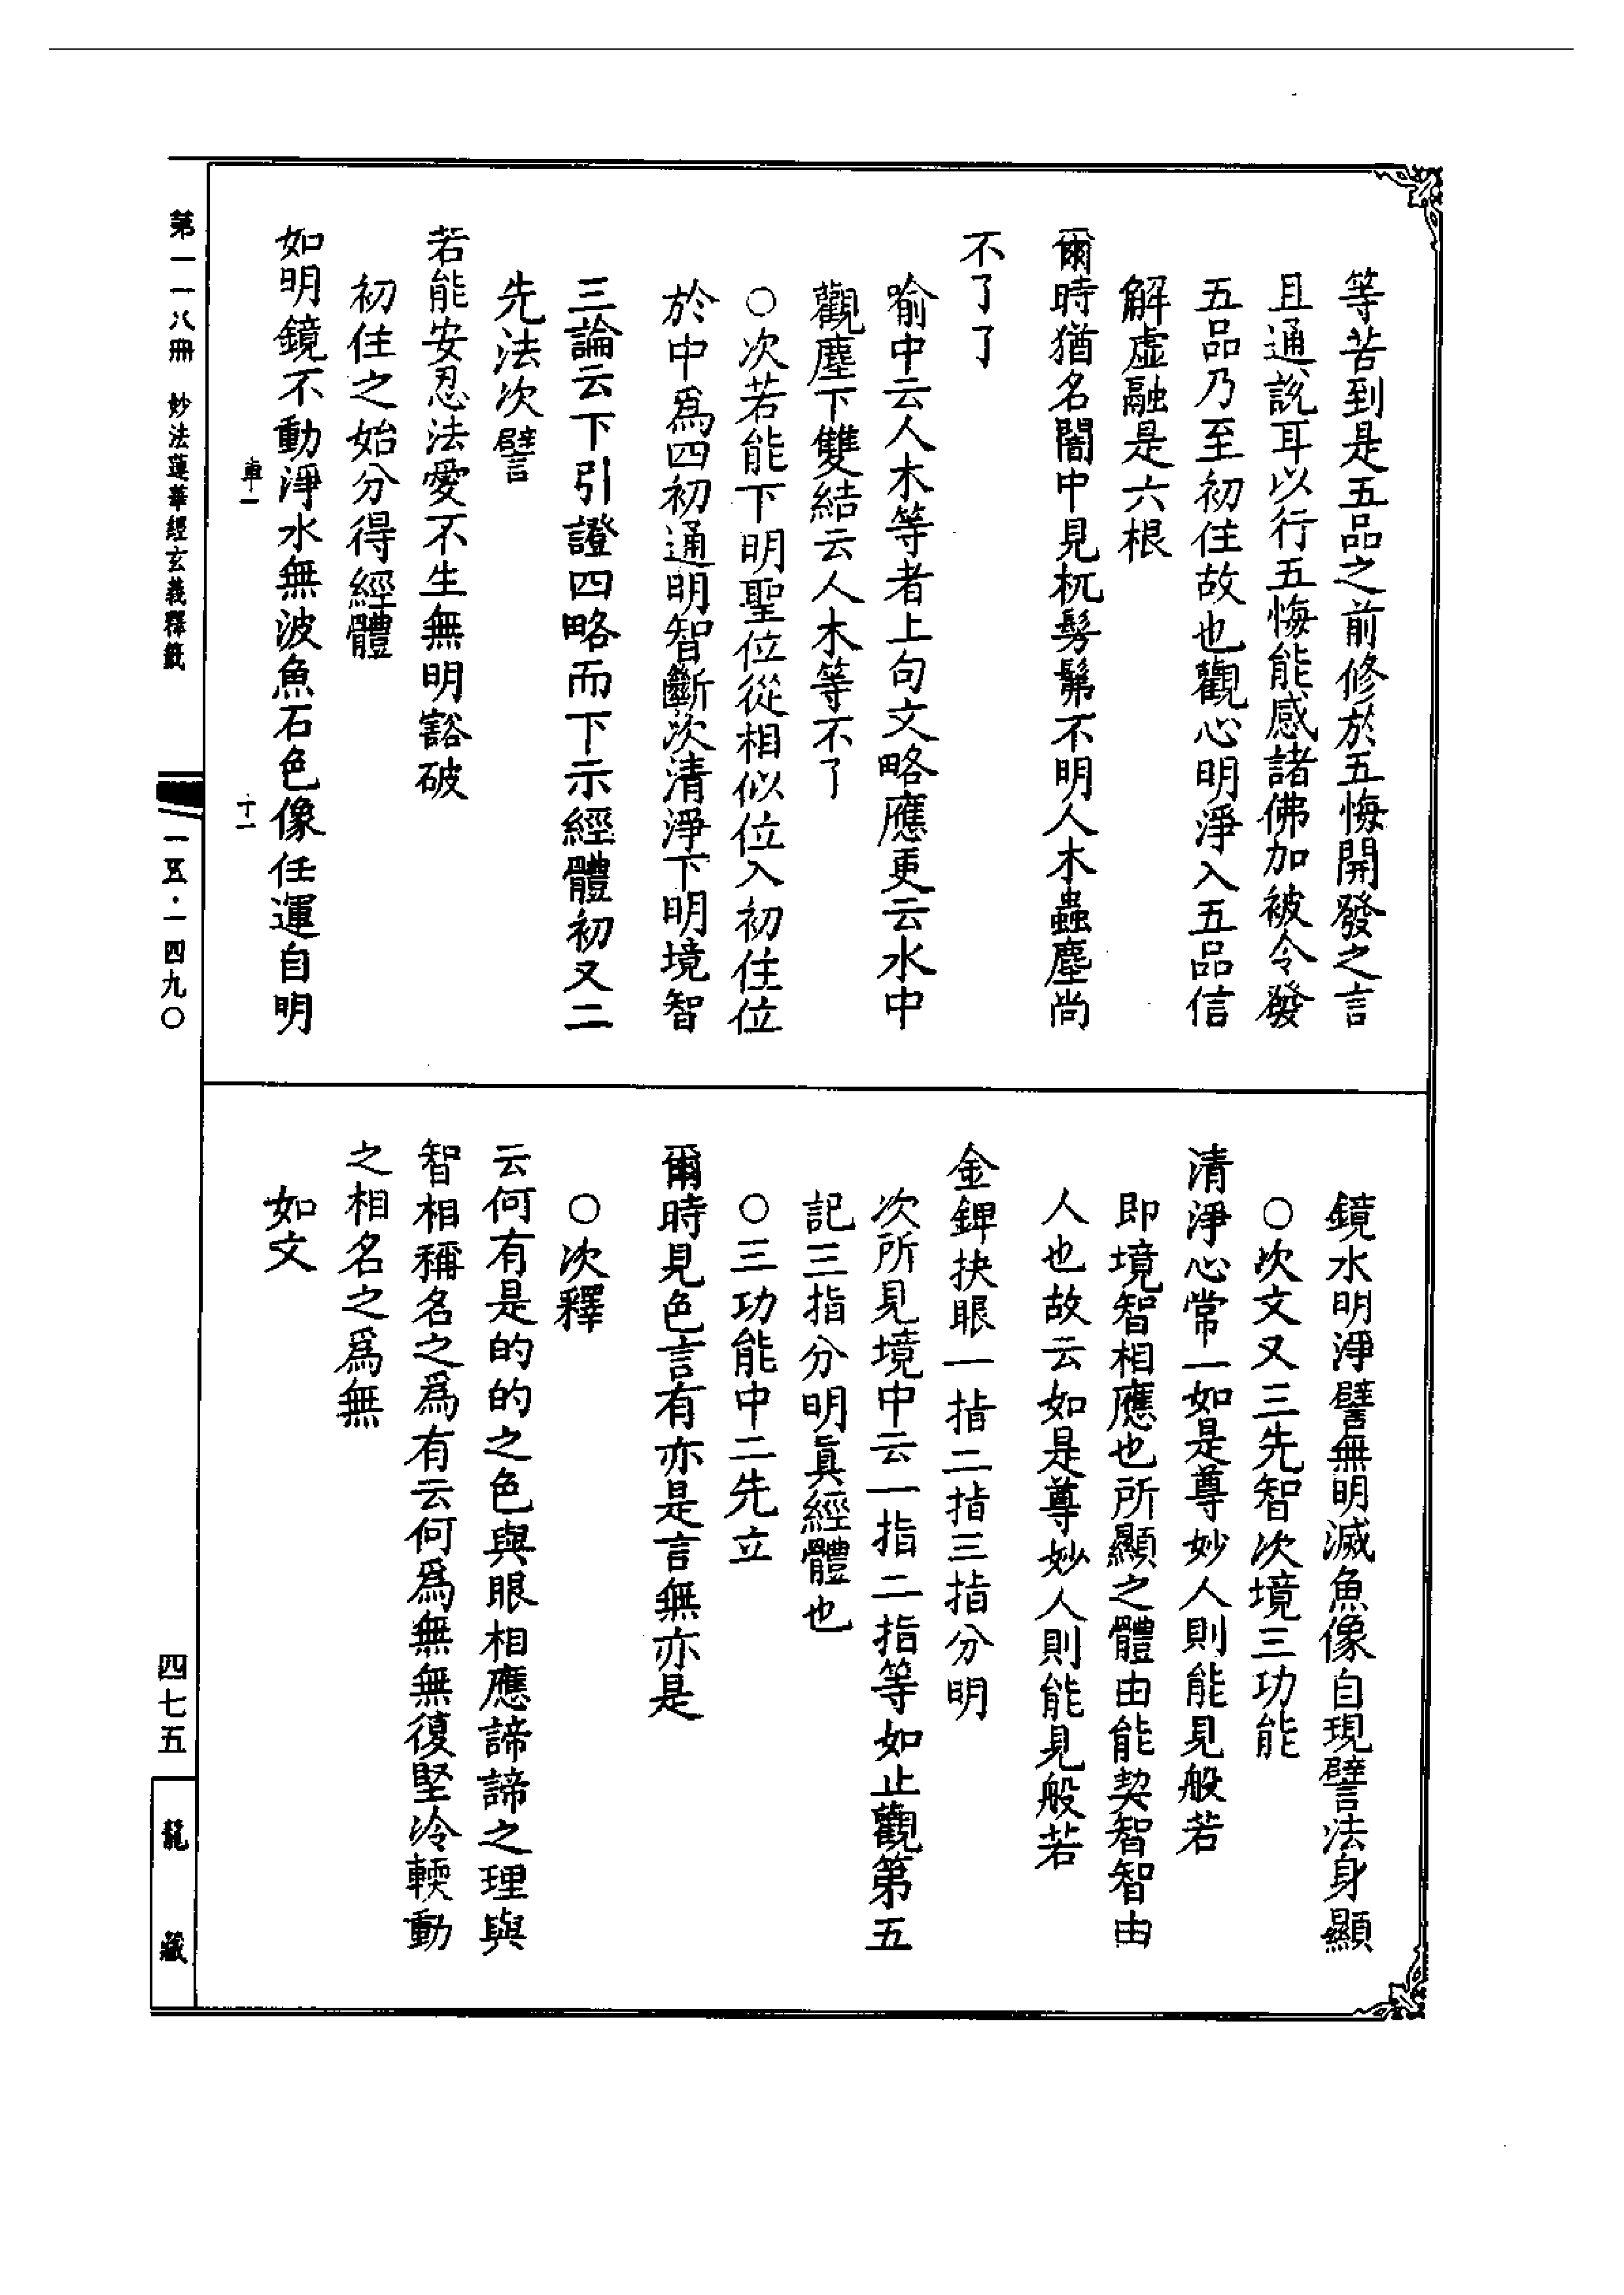 等苦到是五品之前修於五悔開發之言
且通說耳以行五悔能感諸佛加被令發
五品乃至初住故也觀心明淨入五品信
解虛融是六根
爾時猶名闇中見杌髣髴不明人木蟲塵尚
不了了
喻中云人木等者上句文略應更云水中
觀塵下雙結云人木等不了
○次若能下明聖位從相似位入初住位
於中爲四初通明智斷次清淨下明境智
三論云下引證四略而下示經體初又二
先法次譬
若能安忍法愛不生無明豁破
初住之始分得經體
如明鏡不動淨水無波魚石色像任運自明
鏡水明淨譬無明滅魚像自現譬法身顯
○次文又三先智次境三功能
清淨心常一如是尊妙人則能見般若
即境智相應也所顯之體由能契智智由
人也故云如是尊妙人則能見般若
金錍抉眼一指二指三指分明
次所見境中云一指二指等如止觀第五
記三指分明眞經體也
○三功能中二先立
爾時見色言有亦是言無亦是
○次釋
云何有是的的之色與眼相應諦諦之理與
智相稱名之爲有云何爲無無復堅冷輭動
之相名之爲無
如文
第一一八冊 妙法蓮華經玄義釋籤
一五·一四九○
四七五
龍藏
車一
十一